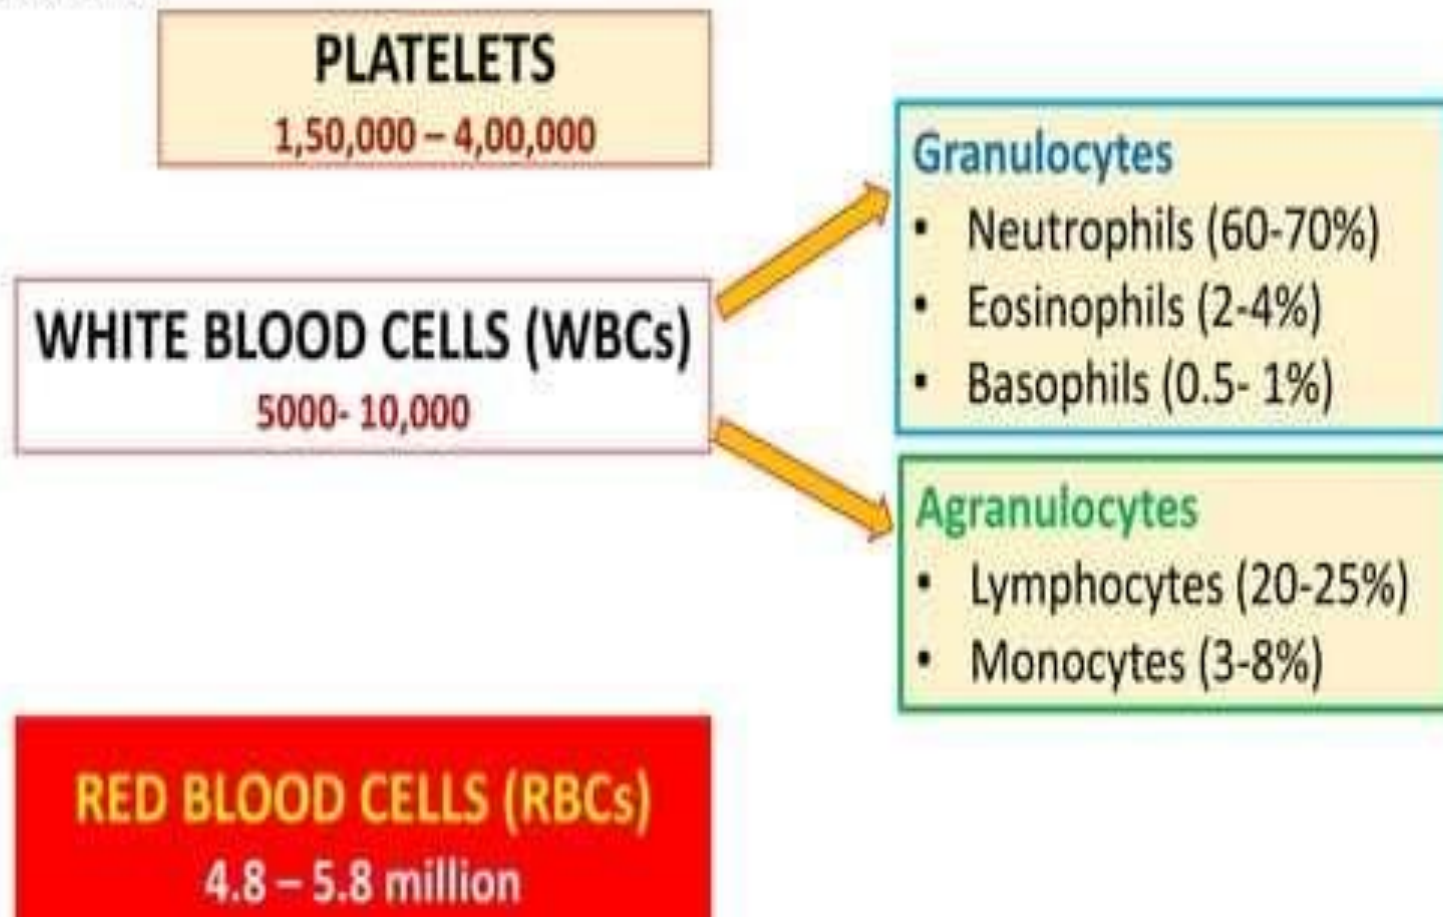 PLATELETS
1,50,000 – 4,00,000
WHITE BLOOD CELLS (WBCs)
5000- 10,000
Granulocytes
• Neutrophils (60-70%)
• Eosinophils (2-4%)
• Basophils (0.5- 1%)
Agranulocytes
• Lymphocytes (20-25%)
• Monocytes (3-8%)
RED BLOOD CELLS (RBCs)
4.8 – 5.8 million